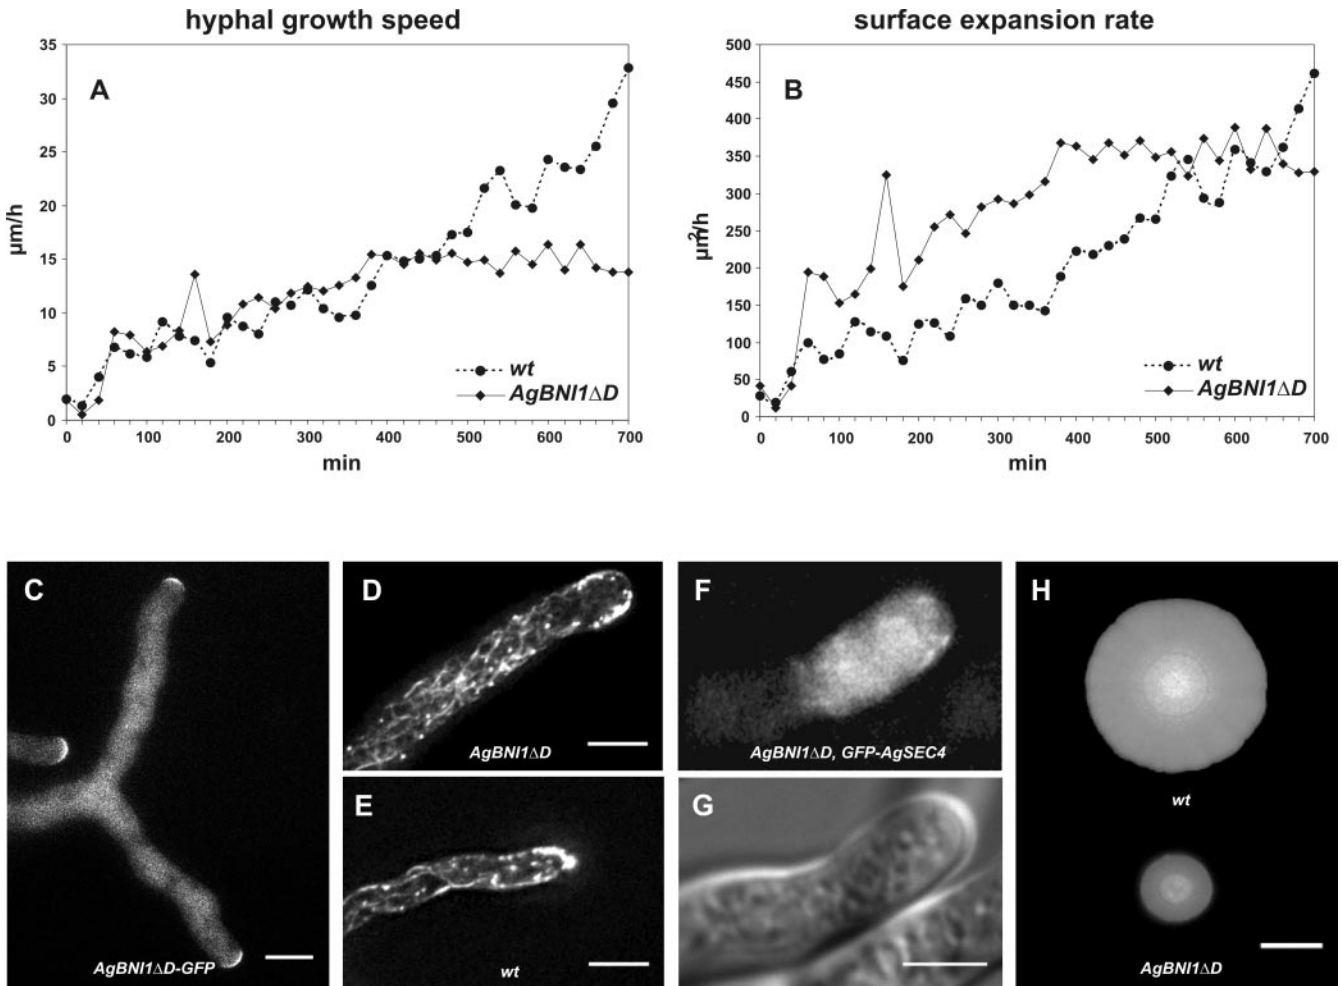 hyphal growth speed
surface expansion rate
35
30
25
20
15
10
5
0
A
µm/h
wt
AgBNI1ΔD
0 100 200 300 400 500 600 700
min
500
450
400
350
300
250
200
150
100
50
0
B
µm²/h
wt
AgBNI1ΔD
0 100 200 300 400 500 600 700
min
C
AgBNI1ΔD-GFP
D
AgBNI1ΔD
E
wt
F
AgBNI1ΔD, GFP-AgSEC4
G
H
wt
AgBNI1ΔD